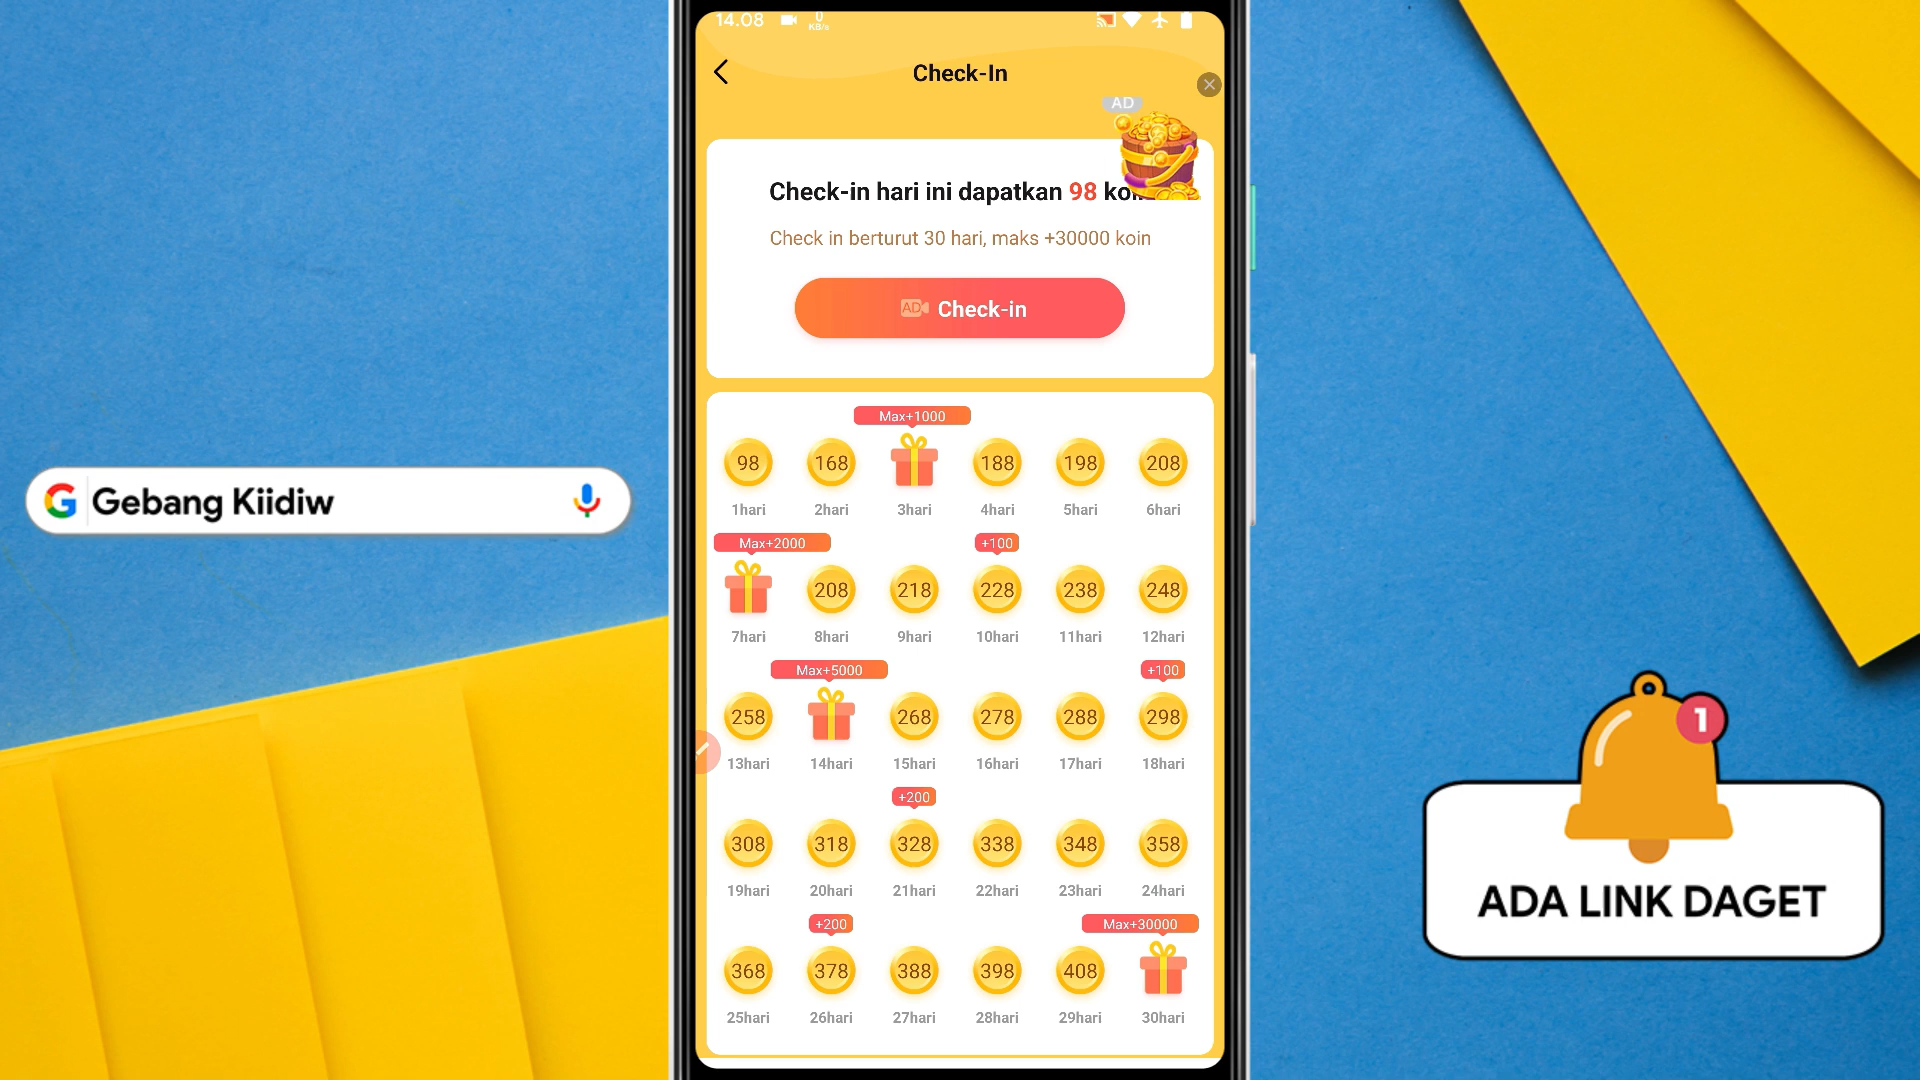 14.08
0
KB/s
Check-In
AD
Check-in hari ini dapatkan 98
Check in berturut 30 hari, maks +30000 koin
AD Check-in
Max+1000
98 168 188 198 208
1hari 2hari 3hari 4hari 5hari 6hari
Max+2000 +100
208 218 228 238 248
7hari 8hari 9hari 10hari 11hari 12hari
Max+5000 +100
258 268 278 288 298
13hari 14hari 15hari 16hari 17hari 18hari
+200
308 318 328 338 348 358
19hari 20hari 21hari 22hari 23hari 24hari
+200 Max+30000
368 378 388 398 408
25hari 26hari 27hari 28hari 29hari 30hari
G Gebang Kiidiw
1
ADA LINK DAGET